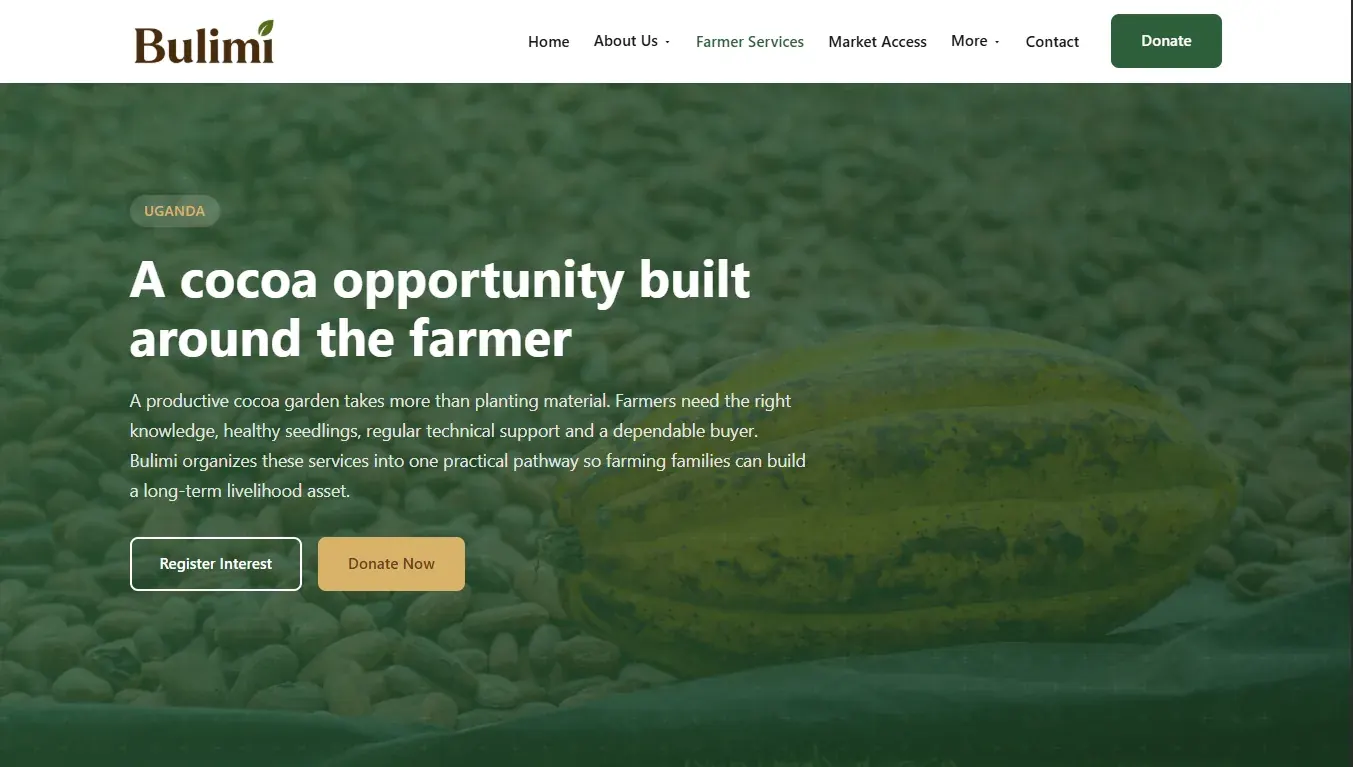 Bulimi
Home About Us Farmer Services Market Access More Contact Donate
UGANDA
A cocoa opportunity built
around the farmer
A productive cocoa garden takes more than planting material. Farmers need the right
knowledge, healthy seedlings, regular technical support and a dependable buyer.
Bulimi organizes these services into one practical pathway so farming families can build
a long-term livelihood asset.
Register Interest Donate Now